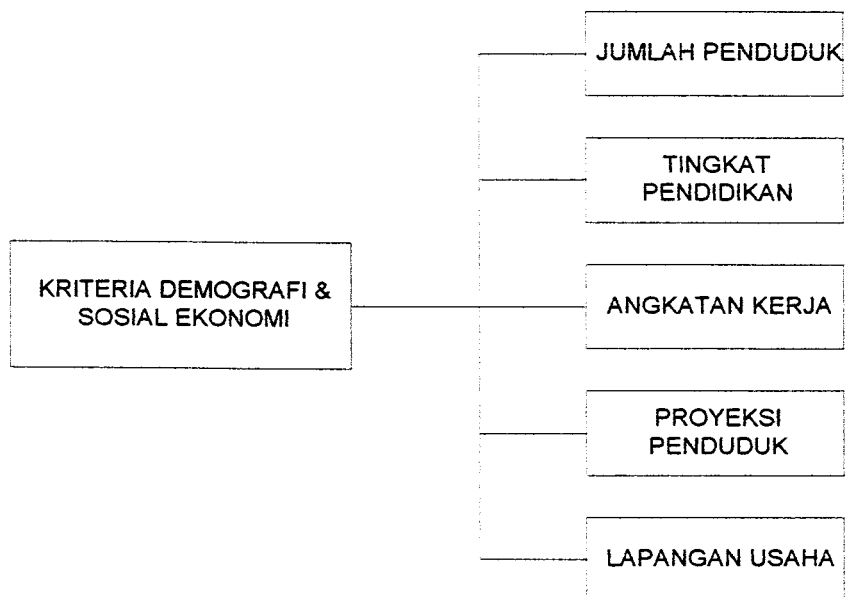 JUMLAH PENDUDUK
TINGKAT
PENDIDIKAN
KRITERIA DEMOGRAFI &
SOSIAL EKONOMI
ANGKATAN KERJA
PROYEKSI
PENDUDUK
LAPANGAN USAHA